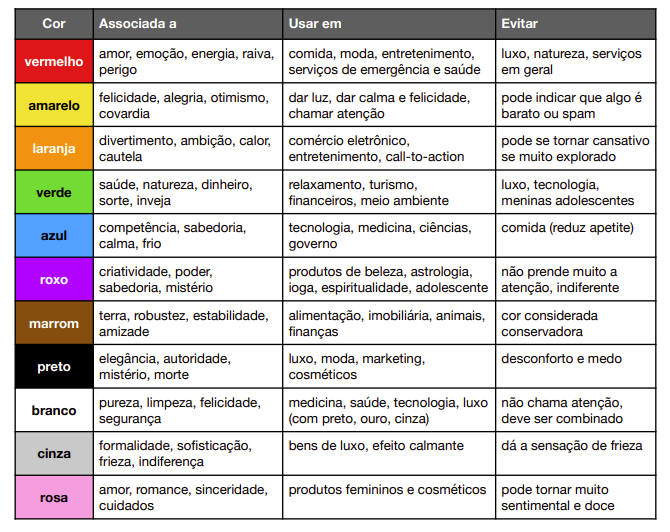 Cor Associada a Usar em Evitar
vermelho amor, emoção, energia, raiva, comida, moda, entretenimento, luxo, natureza, serviços
perigo serviços de emergência e saúde em geral
amarelo felicidade, alegria, otimismo, dar luz, dar calma e felicidade, pode indicar que algo é
covardia chamar atenção barato ou spam
laranja divertimento, ambição, calor, comércio eletrônico, pode se tornar cansativo
cautela entretenimento, call-to-action se muito explorado
verde saúde, natureza, dinheiro, relaxamento, turismo, luxo, tecnologia,
sorte, inveja financeiros, meio ambiente meninas adolescentes
azul competência, sabedoria, tecnologia, medicina, ciências, comida (reduz apetite)
calma, frio governo
roxo criatividade, poder, produtos de beleza, astrologia, não prende muito a
sabedoria, mistério ioga, espiritualidade, adolescente atenção, indiferente
marrom terra, robustez, estabilidade, alimentação, imobiliária, animais, cor considerada
amizade finanças conservadora
preto elegância, autoridade, luxo, moda, marketing, desconforto e medo
mistério, morte cosméticos
branco pureza, limpeza, felicidade, medicina, saúde, tecnologia, luxo não chama atenção,
segurança (com preto, ouro, cinza) deve ser combinado
cinza formalidade, sofisticação, bens de luxo, efeito calmante dá a sensação de frieza
frieza, indiferença
rosa amor, romance, sinceridade, produtos femininos e cosméticos pode tornar muito
cuidados sentimental e doce